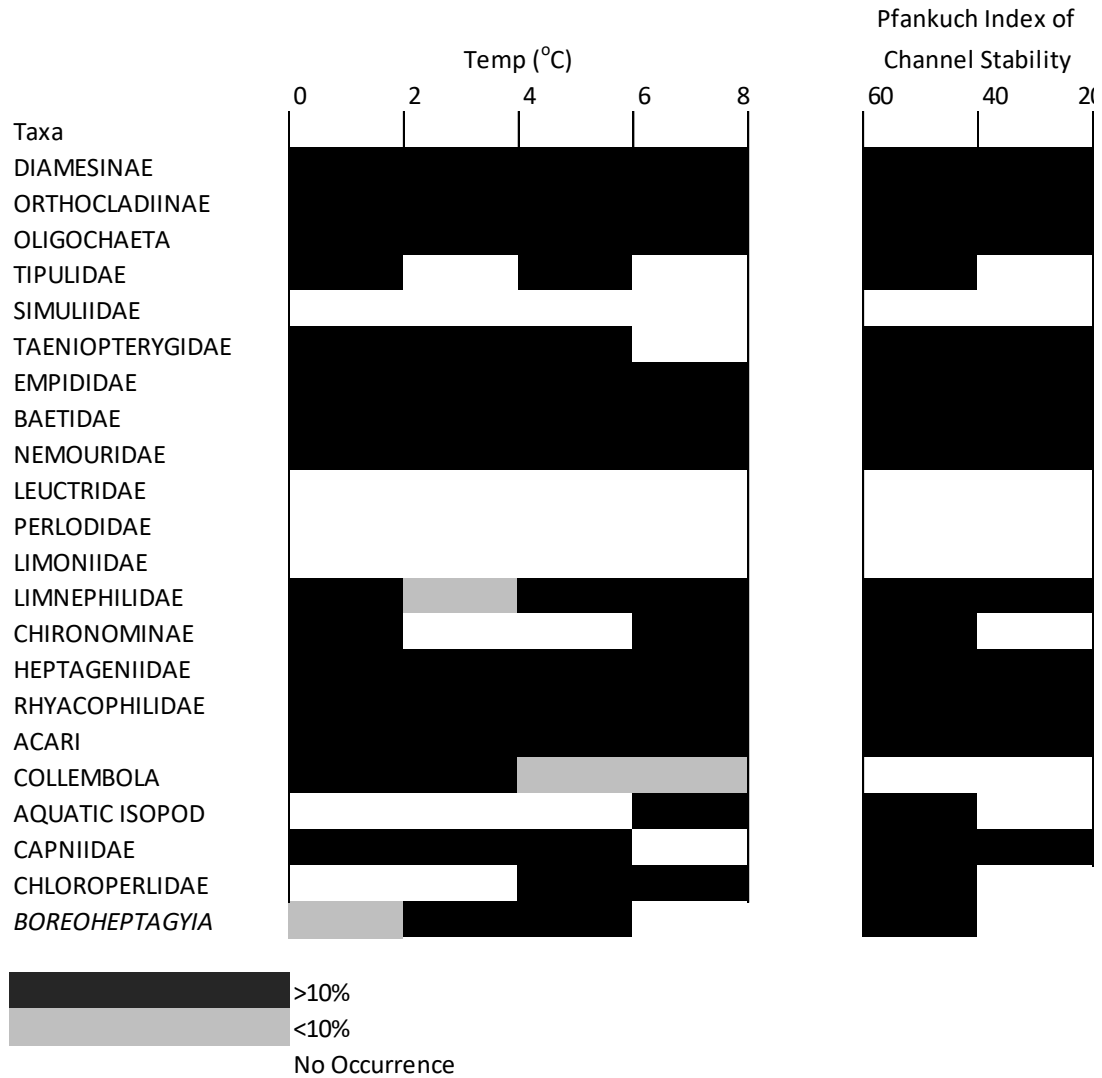 Pfankuch Index of
Temp (°C)
Channel Stability
0 2 4 6 8
60 40 20
Taxa
DIAMESINAE
ORTHOCLADIINAE
OLIGOCHAETA
TIPULIDAE
SIMULIIDAE
TAENIOPTERYGIDAE
EMPIDIDAE
BAETIDAE
NEMOURIDAE
LEUCTRIDAE
PERLODIDAE
LIMONIIDAE
LIMNEPHILIDAE
CHIRONOMINAE
HEPTAGENIIDAE
RHYACOPHILIDAE
ACARI
COLLEMBOLA
AQUATIC ISOPOD
CAPNIIDAE
CHLOROPERLIDAE
BOREOHEPTAGYIA
>10%
<10%
No Occurrence